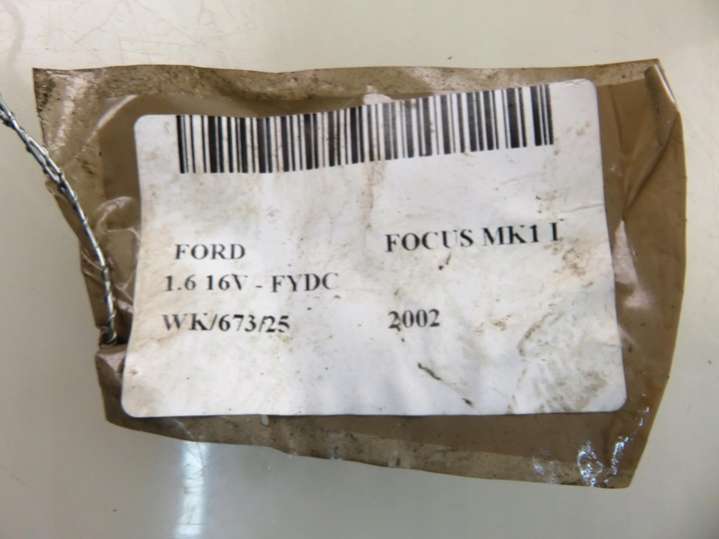 FORD FOCUS MK1 I
1.6 16V - FYDC
WK/673/25 2002